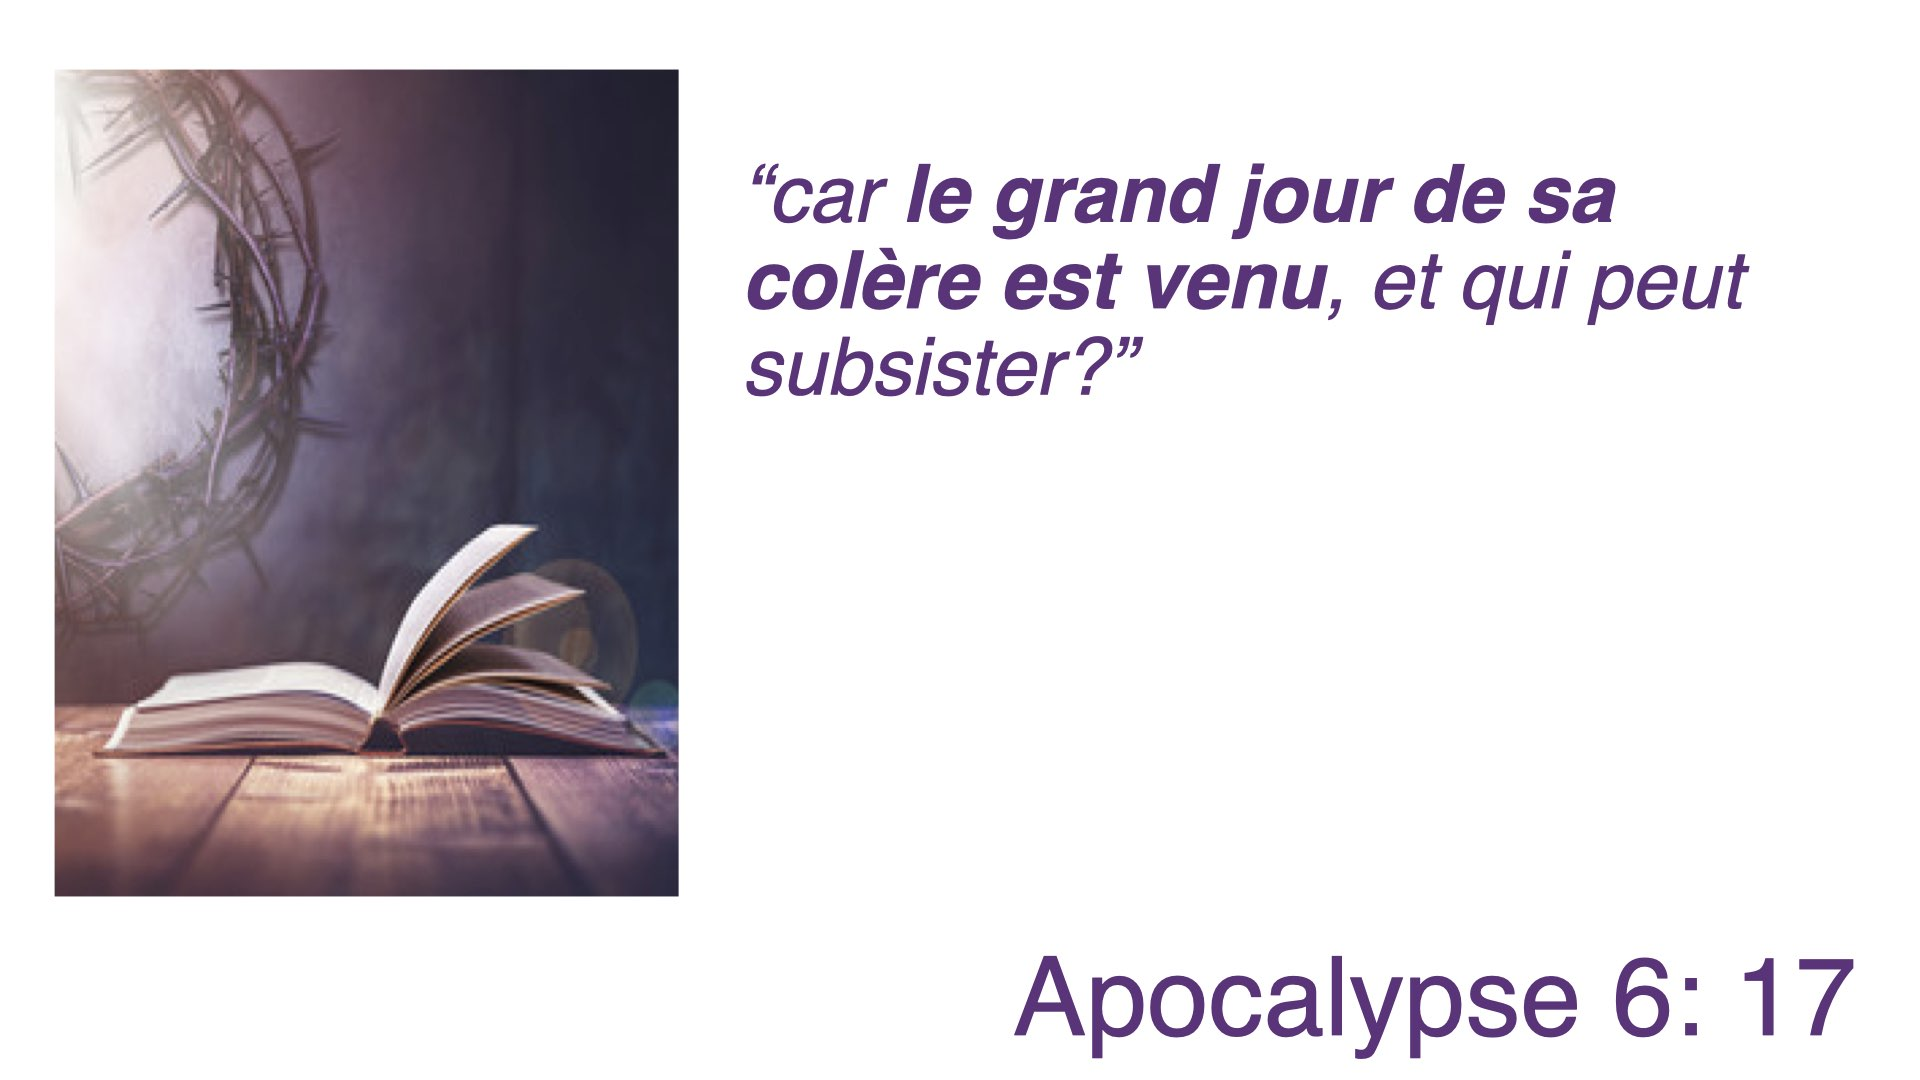 “car le grand jour de sa
colère est venu, et qui peut
subsister?”
Apocalypse 6: 17